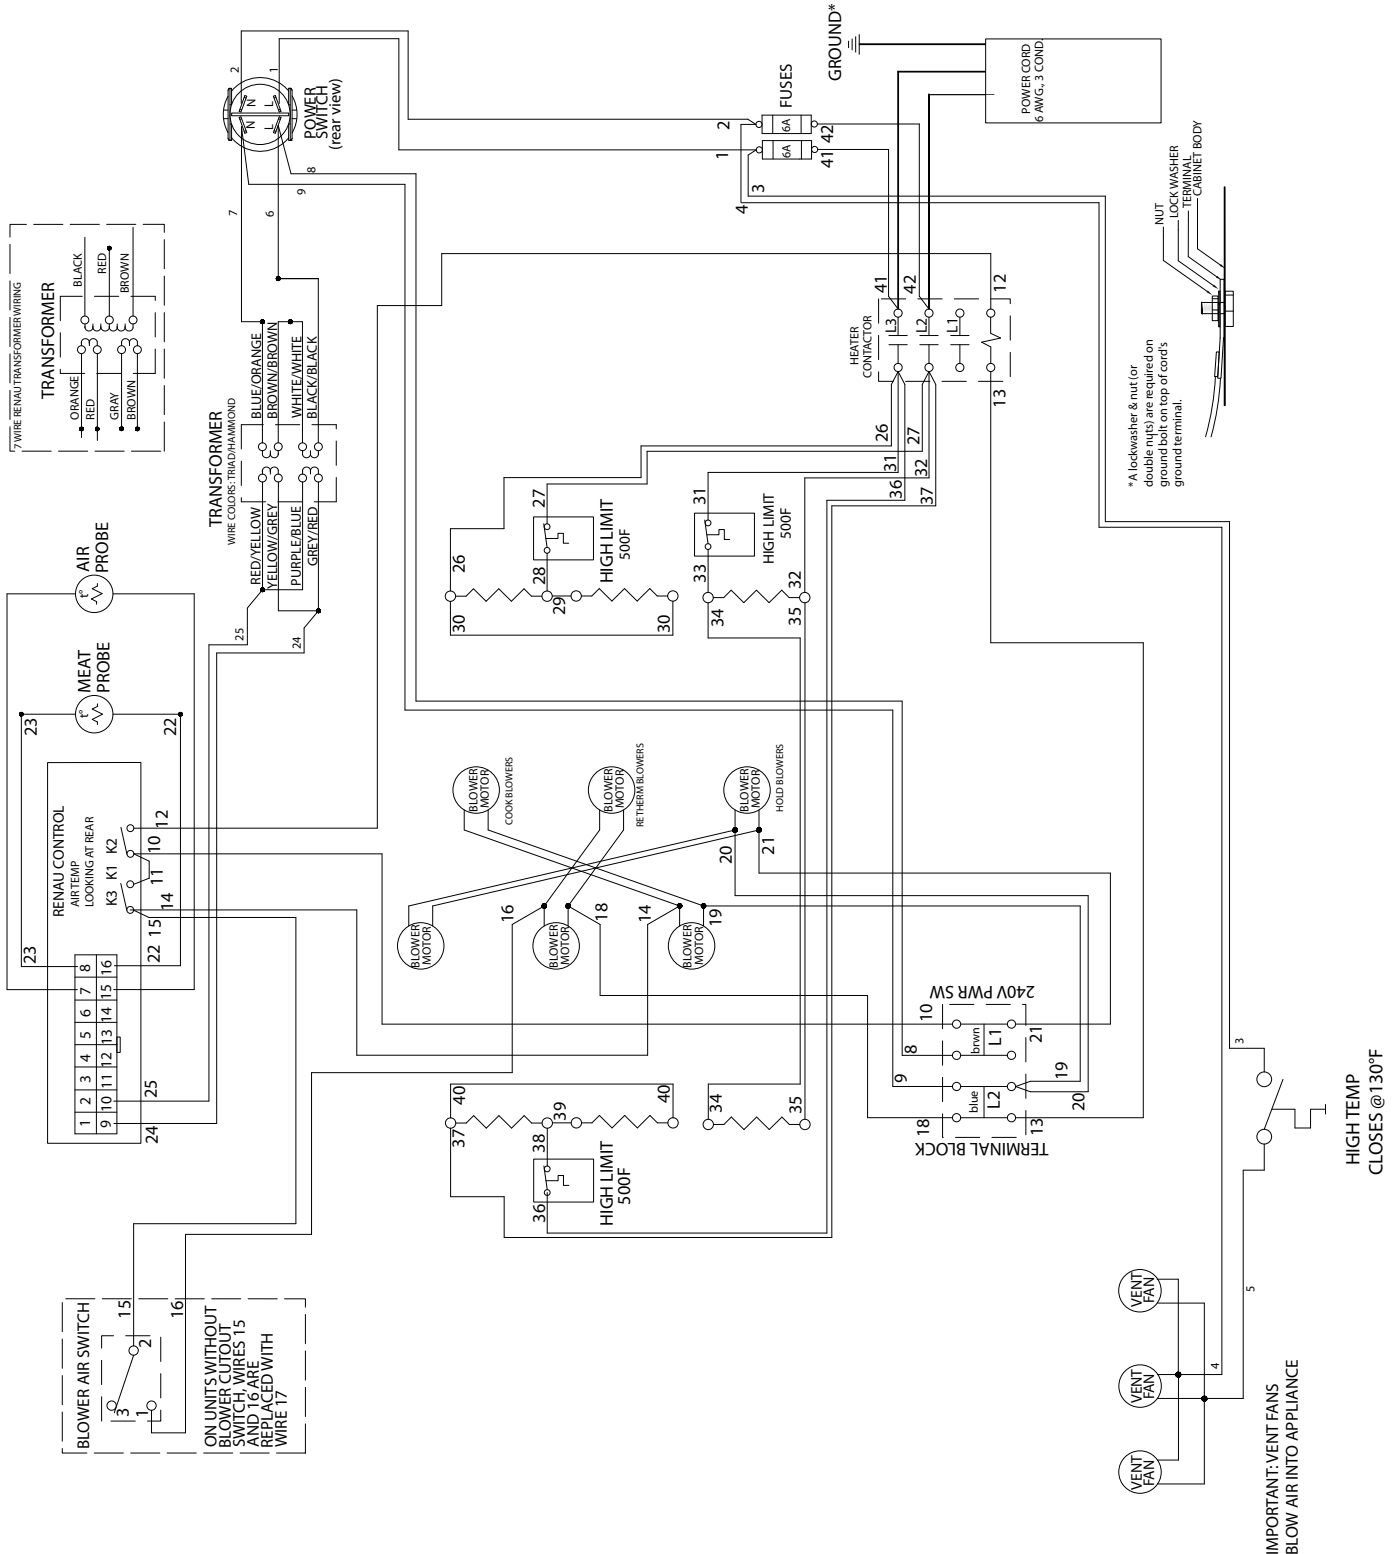 7 WIRE RENAU TRANSFORMER WIRING
TRANSFORMER
ORANGE
RED
GRAY
BROWN
BLACK
RED
BROWN
2
1
N
N
L
L
POWER
SWITCH
(rear view)
7
6
9
8
TRANSFORMER
WIRE COLORS: TRIAD/HAMMOND
RED/YELLOW
YELLOW/GREY
PURPLE/BLUE
GREY/RED
BLUE/ORANGE
BROWN/BROWN
WHITE/WHITE
BLACK/BLACK
25
24
AIR
PROBE
t°
MEAT
PROBE
t°
23
22
RENAU CONTROL
AIR TEMP
LOOKING AT REAR
K3 K1 K2
12
10
11
14
15
23
22
1 2 3 4 5 6 7 8
9 10 11 12 13 14 15 16
24
25
BLOWER AIR SWITCH
3
1
2
15
16
ON UNITS WITHOUT
BLOWER CUTOUT
SWITCH, WIRES 15
AND 16 ARE
REPLACED WITH
WIRE 17
GROUND*
POWER CORD
6 AWG., 3 COND.
FUSES
6A
6A
2
1
42
41
4
3
HEATER
CONTACTOR
41
42
12
L3
L2
L1
13
26
27
31
32
36
37
26
30
27
28
29
30
HIGH LIMIT
500F
31
33
34
32
35
HIGH LIMIT
500F
BLOWER
MOTOR
COOK BLOWERS
BLOWER
MOTOR
RETHERM BLOWERS
BLOWER
MOTOR
HOLD BLOWERS
20
21
BLOWER
MOTOR
BLOWER
MOTOR
BLOWER
MOTOR
16
18
14
19
40
37
38
39
40
36
HIGH LIMIT
500F
34
35
240V PWR SW
TERMINAL BLOCK
10
8
9
18
brwn
L1
blue
L2
21
19
20
13
NUT
LOCK WASHER
TERMINAL
CABINET BODY
*A lockwasher & nut (or
double nuts) are required on
ground bolt on top of cord's
ground terminal.
VENT
FAN
VENT
FAN
VENT
FAN
4
5
3
HIGH TEMP
CLOSES @130°F
IMPORTANT: VENT FANS
BLOW AIR INTO APPLIANCE